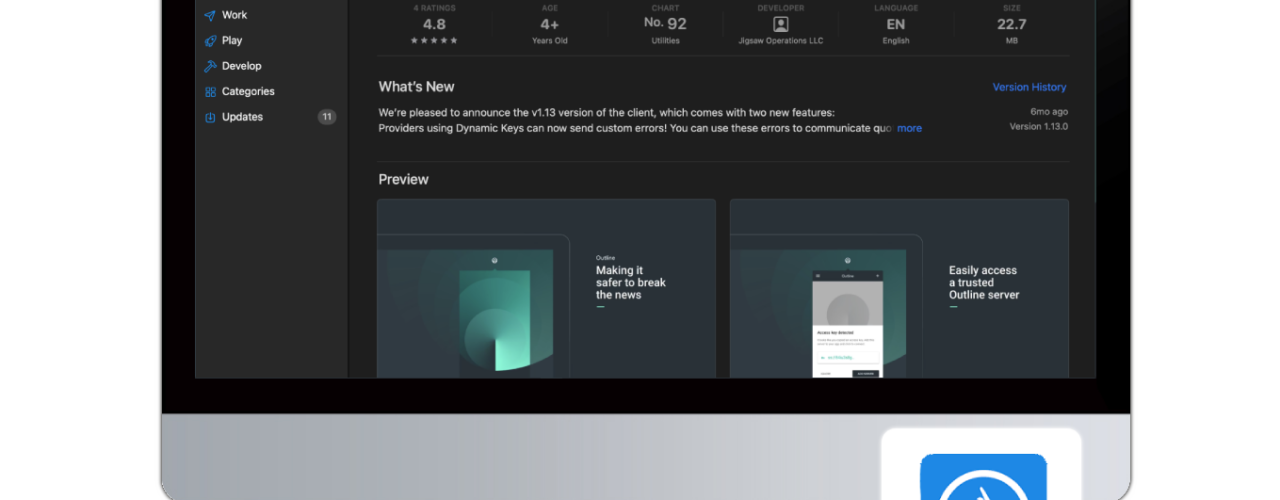 Work
Play
Develop
Categories
Updates
11
4 RATINGS
4.8
★★★★★
AGE
4+
Years Old
CHART
No. 92
Utilities
DEVELOPER
Jigsaw Operations LLC
LANGUAGE
EN
English
SIZE
22.7
MB
What's New
Version History
We're pleased to announce the v1.13 version of the client, which comes with two new features:
6mo ago
Providers using Dynamic Keys can now send custom errors! You can use these errors to communicate quo more
Version 1.13.0
Preview
Outline
Making it
safer to break
the news
Outline
Easily access
a trusted
Outline server